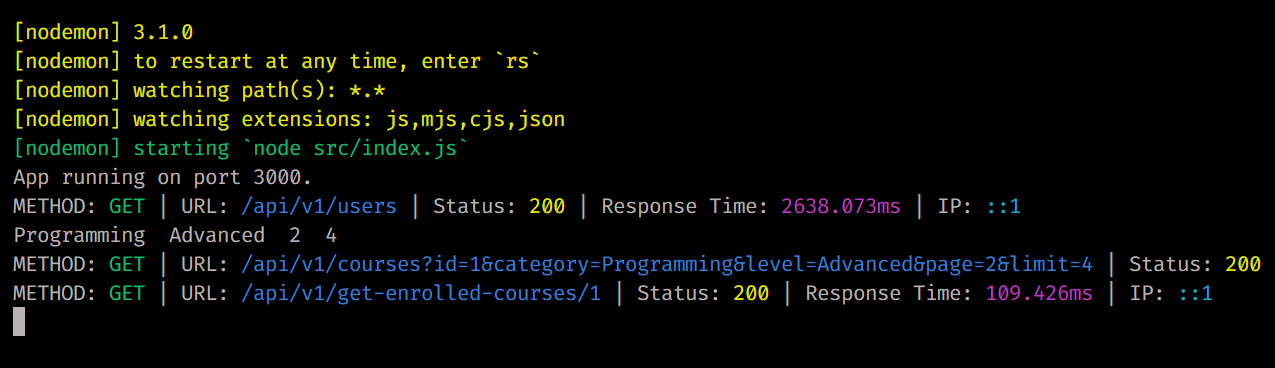 [nodemon] 3.1.0
[nodemon] to restart at any time, enter `rs`
[nodemon] watching path(s): *.*
[nodemon] watching extensions: js,mjs,cjs,json
[nodemon] starting `node src/index.js`
App running on port 3000.
METHOD: GET | URL: /api/v1/users | Status: 200 | Response Time: 2638.073ms | IP: ::1
Programming  Advanced  2  4
METHOD: GET | URL: /api/v1/courses?id=1&category=Programming&level=Advanced&page=2&limit=4 | Status: 200
METHOD: GET | URL: /api/v1/get-enrolled-courses/1 | Status: 200 | Response Time: 109.426ms | IP: ::1